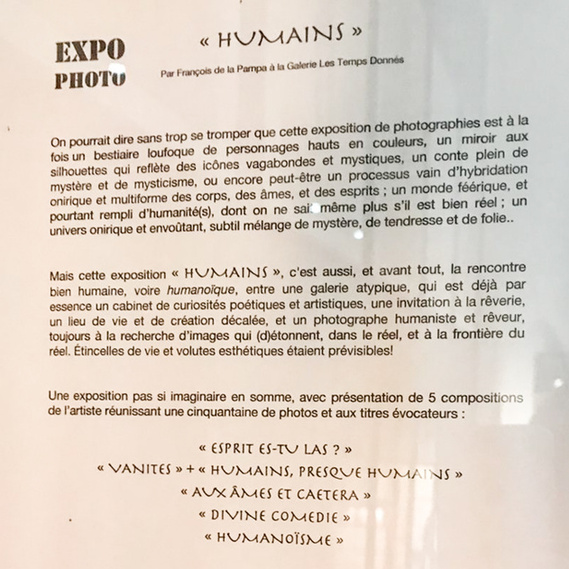 EXPO
PHOTO
« HUMAINS »
Par François de la Pampa à la Galerie Les Temps Donnés
On pourrait dire sans trop se tromper que cette exposition de photographies est à la
fois un bestiaire loufoque de personnages hauts en couleurs, un miroir aux
silhouettes qui reflète des icônes vagabondes et mystiques, un conte plein de
mystère et de mysticisme, ou encore peut-être un processus vain d'hybridation
onirique et multiforme des corps, des âmes, et des esprits ; un monde féérique, et
pourtant rempli d'humanité(s), dont on ne sait même plus s'il est bien réel ; un
univers onirique et envoûtant, subtil mélange de mystère, de tendresse et de folie..
Mais cette exposition « HUMAINS », c'est aussi, et avant tout, la rencontre
bien humaine, voire humanoïque, entre une galerie atypique, qui est déjà par
essence un cabinet de curiosités poétiques et artistiques, une invitation à la rêverie,
un lieu de vie et de création décalée, et un photographe humaniste et rêveur,
toujours à la recherche d'images qui (d)étonnent, dans le réel, et à la frontière du
réel. Étincelles de vie et volutes esthétiques étaient prévisibles!
Une exposition pas si imaginaire en somme, avec présentation de 5 compositions
de l'artiste réunissant une cinquantaine de photos et aux titres évocateurs :
« ESPRIT ES-TU LAS ? »
« VANITES » + « HUMAINS, PRESQUE HUMAINS »
« AUX ÂMES ET CAETERA »
« DIVINE COMEDIE »
« HUMANOÏSME »